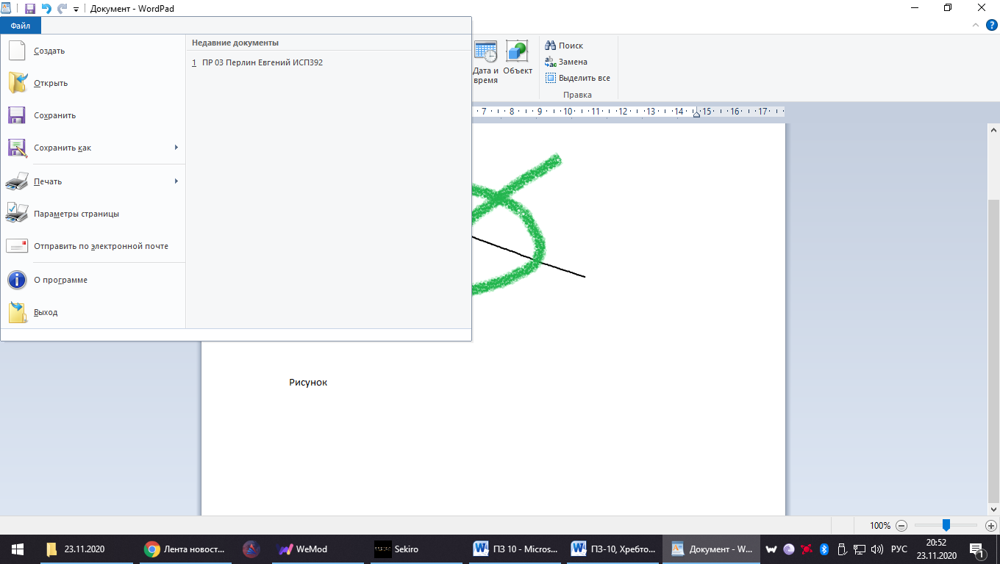 Документ - WordPad
Файл
Создать
Открыть
Сохранить
Сохранить как
Печать
Параметры страницы
Отправить по электронной почте
О программе
Выход
Недавние документы
1 ПР 03 Перлин Евгений ИСП392
Дата и
время
Объект
Поиск
Замена
Выделить все
Правка
7 8 9 10 11 12 13 14 15 16 17
Рисунок
100%
23.11.2020
Лента новост...
WeMod
Sekiro
ПЗ 10 - Micros...
ПЗ-10, Хребто...
Документ - W...
РУС
20:52
23.11.2020
1